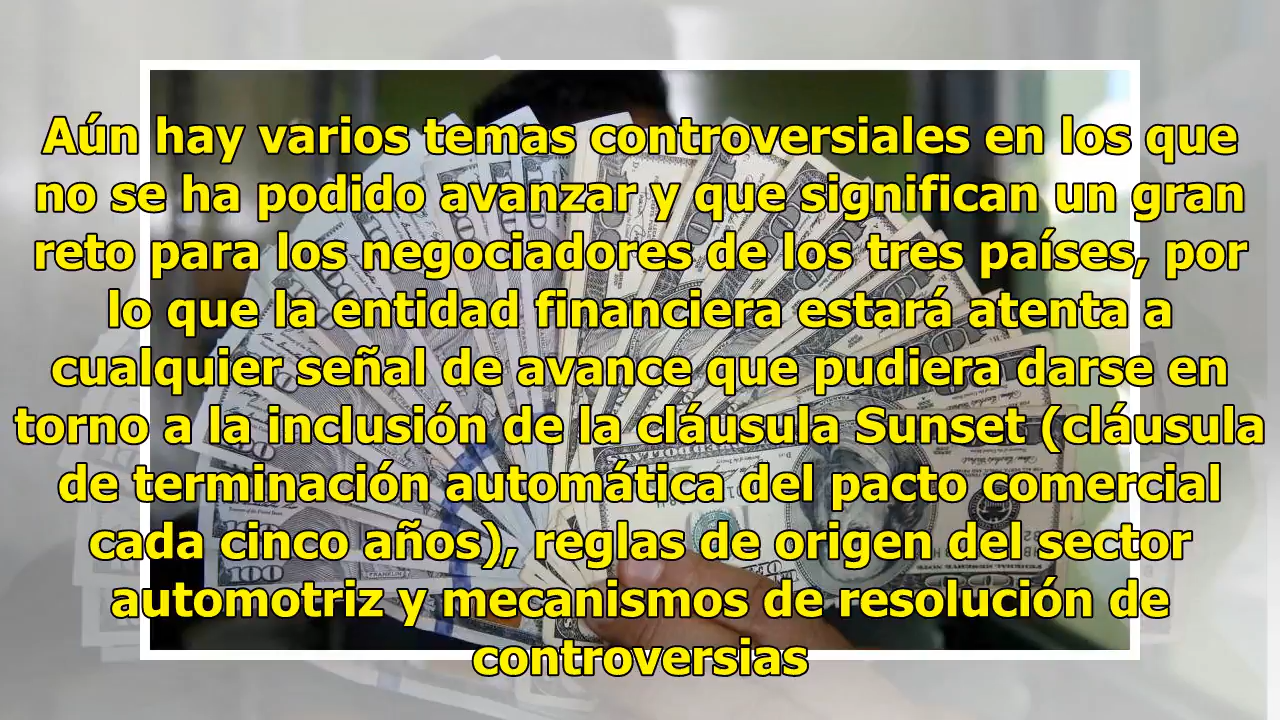 Aún hay varios temas controversiales en los que
no se ha podido avanzar y que significan un gran
reto para los negociadores de los tres países, por
lo que la entidad financiera estará atenta a
cualquier señal de avance que pudiera darse en
torno a la inclusión de la cláusula Sunset (cláusula
de terminación automática del pacto comercial
cada cinco años), reglas de origen del sector
automotriz y mecanismos de resolución de
controversias
100
FRANKLIN